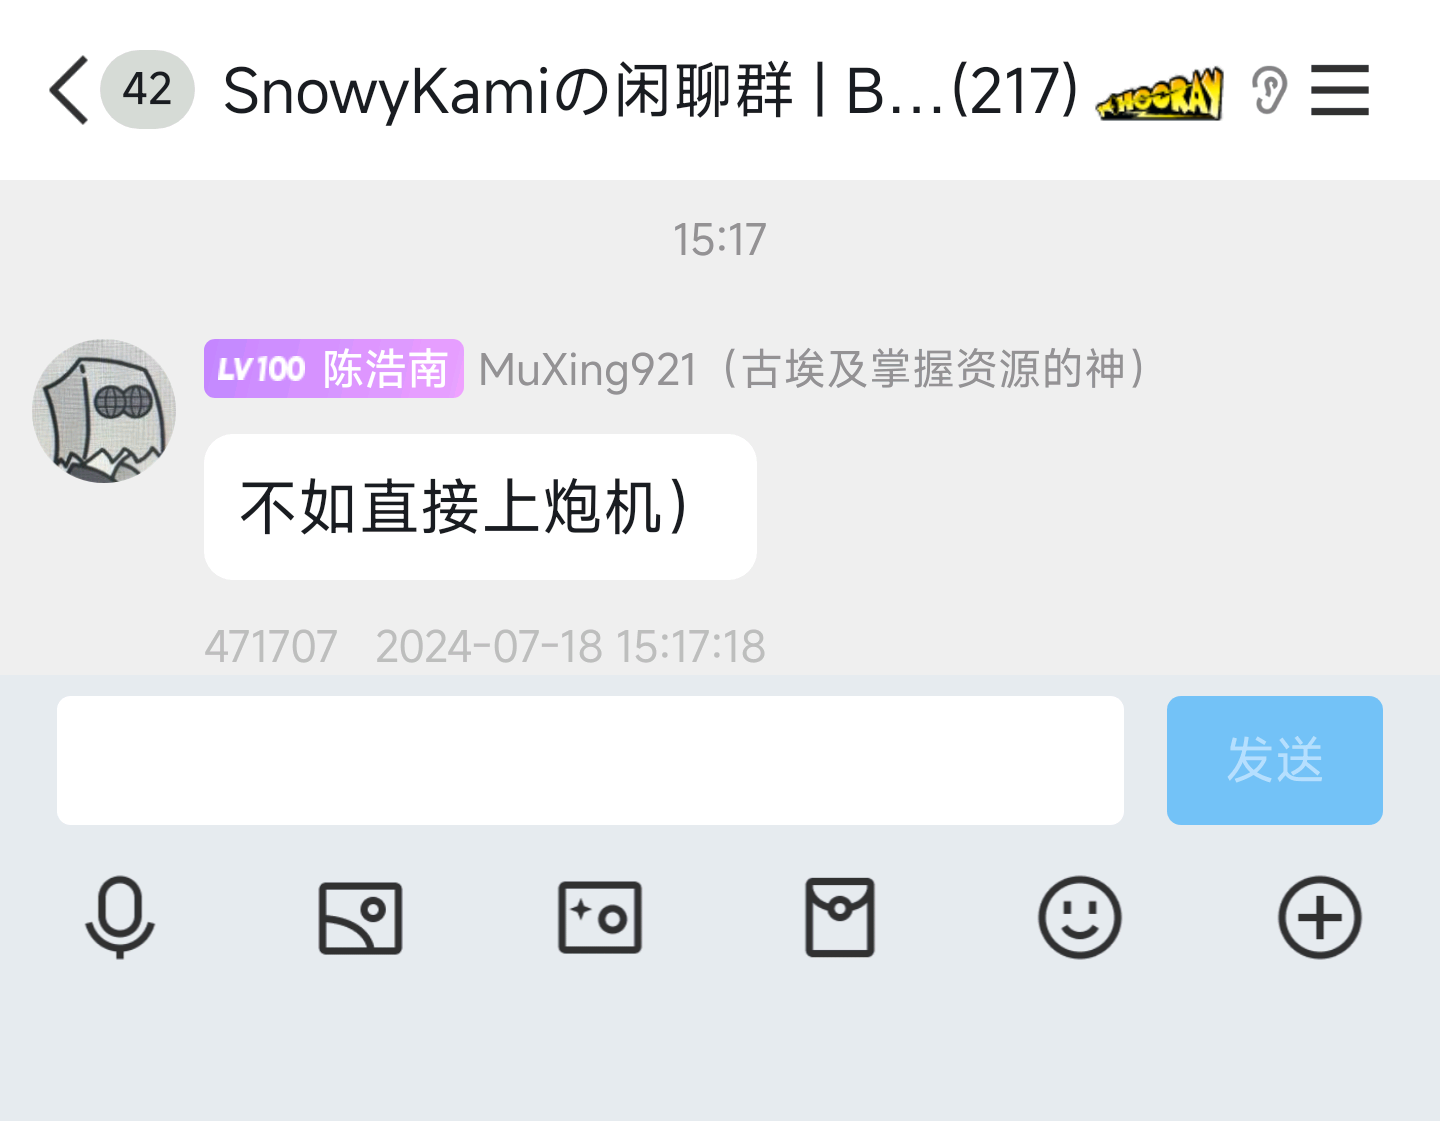 42
SnowyKamiの闲聊群 | B...(217)
HOORAY
15:17
LV100 陈浩南 MuXing921（古埃及掌握资源的神）
不如直接上炮机）
471707 2024-07-18 15:17:18
发送